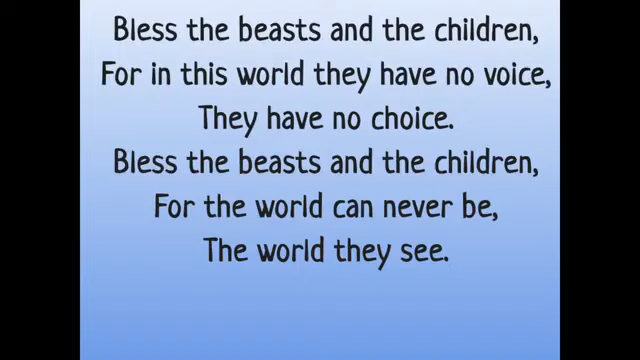 Bless the beasts and the children,
For in this world they have no voice,
They have no choice.
Bless the beasts and the children,
For the world can never be,
The world they see.